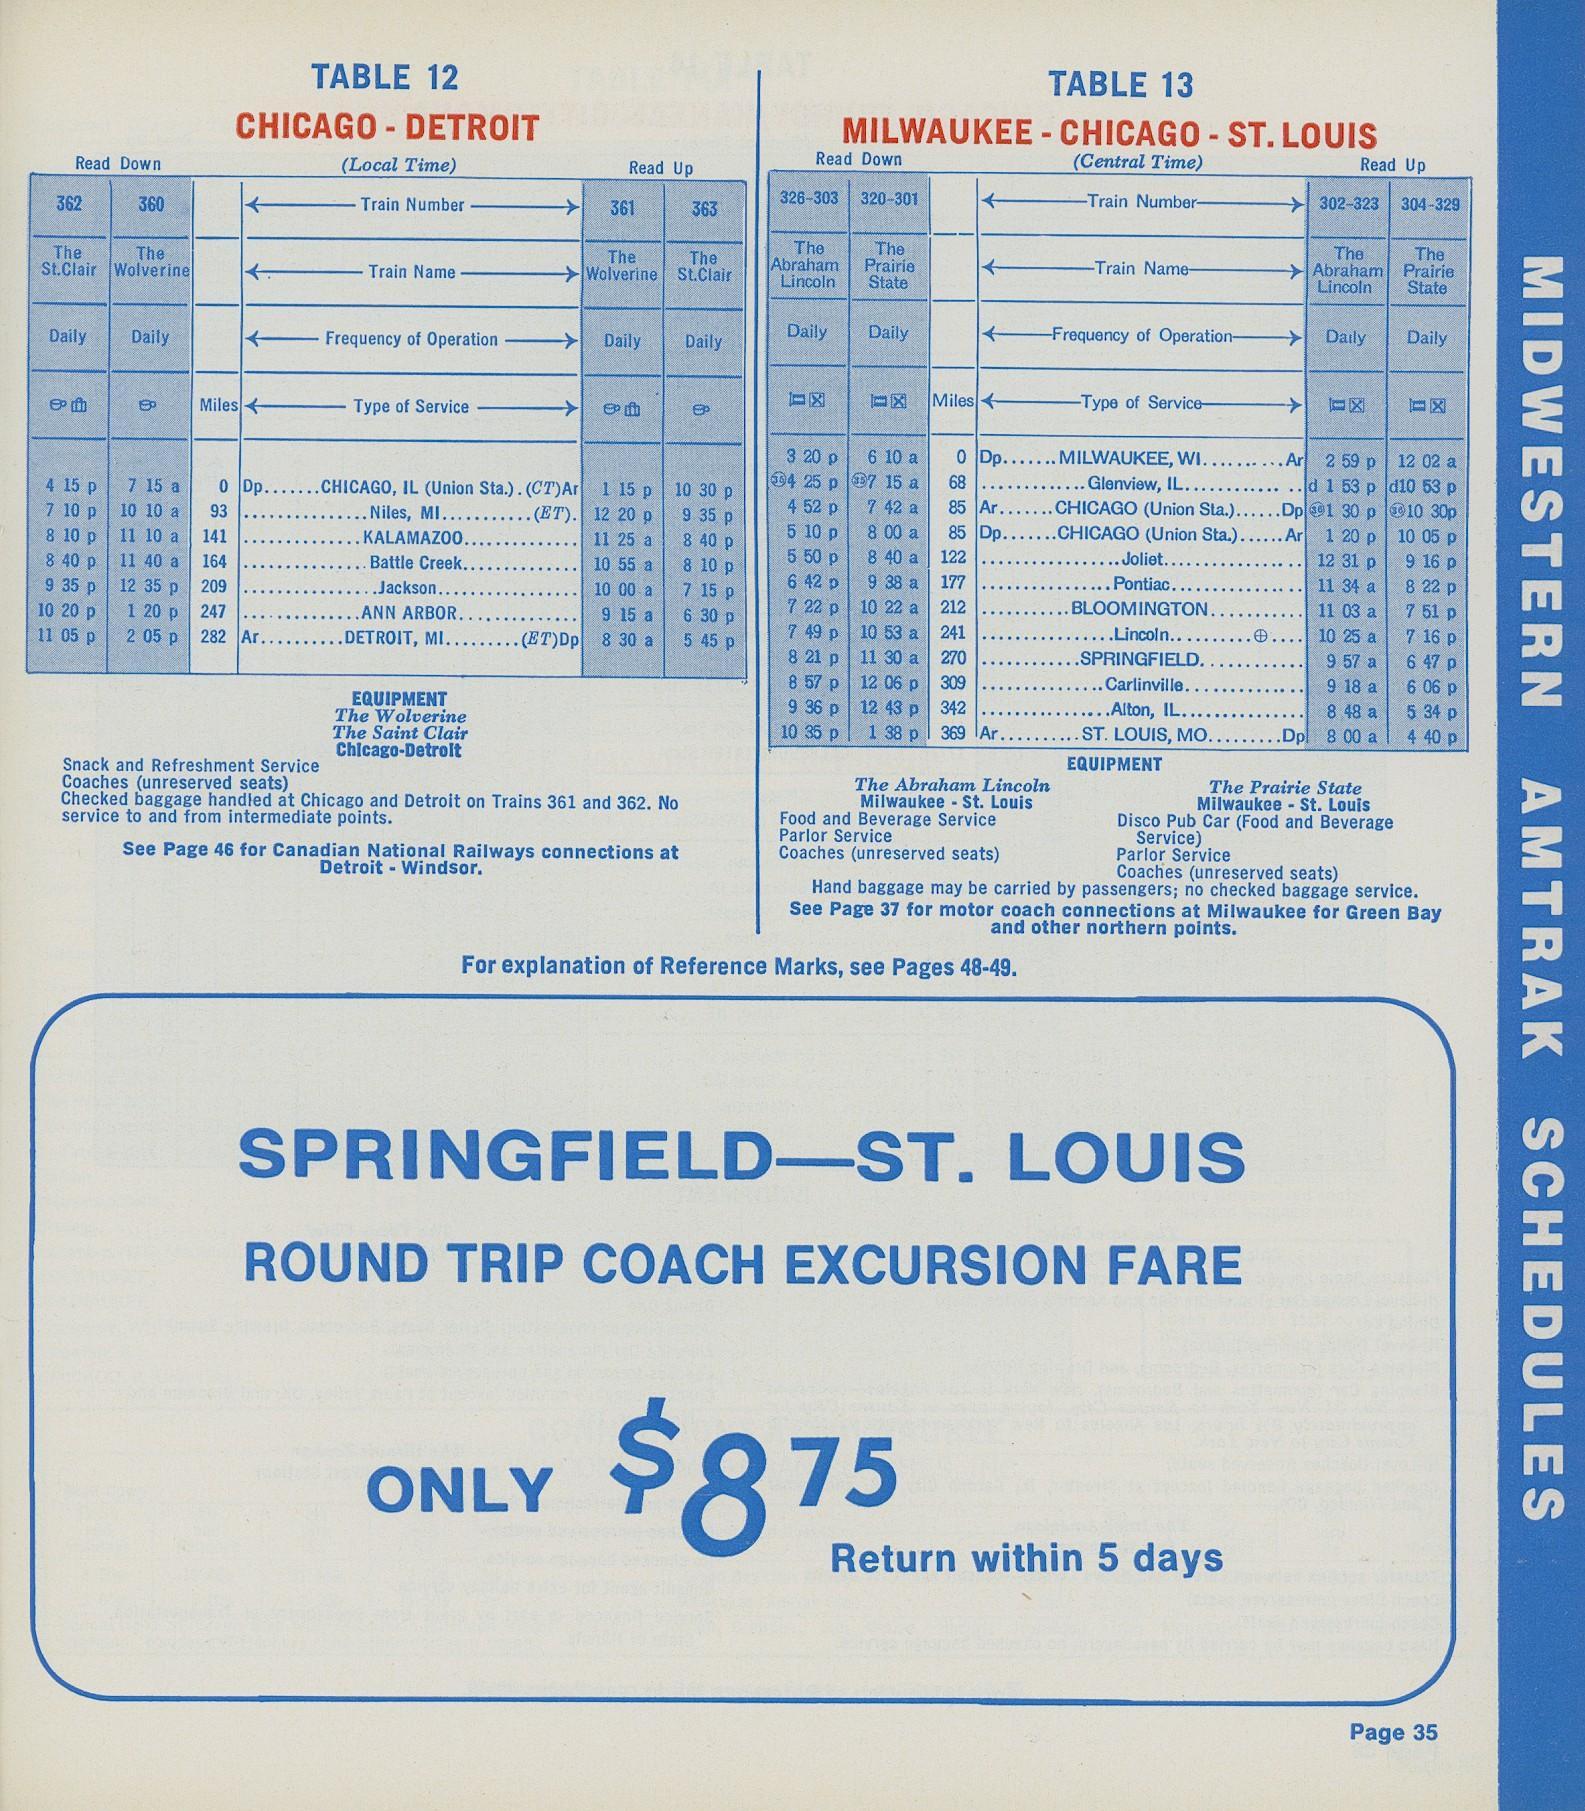 TABLE 12
CHICAGO - DETROIT
Read Down (Local Time) Read Up
362 360 Train Number 361 363
The St.Clair The Wolverine Train Name The Wolverine The St.Clair
Daily Daily Frequency of Operation Daily Daily
Miles Type of Service
4 15 p 7 15 a 0 Dp.......CHICAGO, IL (Union Sta.). (CT)Ar 1 15 p 10 30 p
7 10 p 10 10 a 93 ..............Niles, MI...........(ET). 12 20 p 9 35 p
8 10 p 11 10 a 141 .............KALAMAZOO............. 11 25 a 8 40 p
8 40 p 11 40 a 164 ..............Battle Creek............. 10 55 a 8 10 p
9 35 p 12 35 p 209 ...............Jackson................ 10 00 a 7 15 p
10 20 p 1 20 p 247 .............ANN ARBOR.............. 9 15 a 6 30 p
11 05 p 2 05 p 282 Ar..........DETROIT, MI.........(ET)Dp 8 30 a 5 45 p
EQUIPMENT
The Wolverine
The Saint Clair
Chicago-Detroit
Snack and Refreshment Service
Coaches (unreserved seats)
Checked baggage handled at Chicago and Detroit on Trains 361 and 362. No
service to and from intermediate points.
See Page 46 for Canadian National Railways connections at
Detroit - Windsor.
TABLE 13
MILWAUKEE - CHICAGO - ST. LOUIS
Read Down (Central Time) Read Up
326-303 320-301 Train Number 302-323 304-329
The Abraham Lincoln The Prairie State Train Name The Abraham Lincoln The Prairie State
Daily Daily Frequency of Operation Daily Daily
Miles Type of Service
3 20 p 6 10 a 0 Dp.......MILWAUKEE, WI..........Ar 2 59 p 12 02 a
35 4 25 p 35 7 15 a 68 .............Glenview, IL.............. d 1 53 p d10 53 p
4 52 p 7 42 a 85 Ar.......CHICAGO (Union Sta.)......Dp 1 30 p 10 30p
5 10 p 8 00 a 85 Dp.......CHICAGO (Union Sta.)......Ar 1 20 p 10 05 p
5 50 p 8 40 a 122 .................Joliet................. 12 31 p 9 16 p
6 42 p 9 38 a 177 ................Pontiac................ 11 34 a 8 22 p
7 22 p 10 22 a 212 ...........BLOOMINGTON............ 11 03 a 7 51 p
7 49 p 10 53 a 241 ................Lincoln..........⊕.... 10 25 a 7 16 p
8 21 p 11 30 a 270 ............SPRINGFIELD............ 9 57 a 6 47 p
8 57 p 12 06 p 309 ...............Carlinville............... 9 18 a 6 06 p
9 36 p 12 43 p 342 ................Alton, IL................ 8 48 a 5 34 p
10 35 p 1 38 p 369 Ar..........ST. LOUIS, MO.........Dp 8 00 a 4 40 p
EQUIPMENT
The Abraham Lincoln
Milwaukee - St. Louis
Food and Beverage Service
Parlor Service
Coaches (unreserved seats)
The Prairie State
Milwaukee - St. Louis
Disco Pub Car (Food and Beverage
Service)
Parlor Service
Coaches (unreserved seats)
Hand baggage may be carried by passengers; no checked baggage service.
See Page 37 for motor coach connections at Milwaukee for Green Bay
and other northern points.
For explanation of Reference Marks, see Pages 48-49.
SPRINGFIELD—ST. LOUIS
ROUND TRIP COACH EXCURSION FARE
ONLY $8 75
Return within 5 days
Page 35
MIDWESTERN AMTRAK SCHEDULES